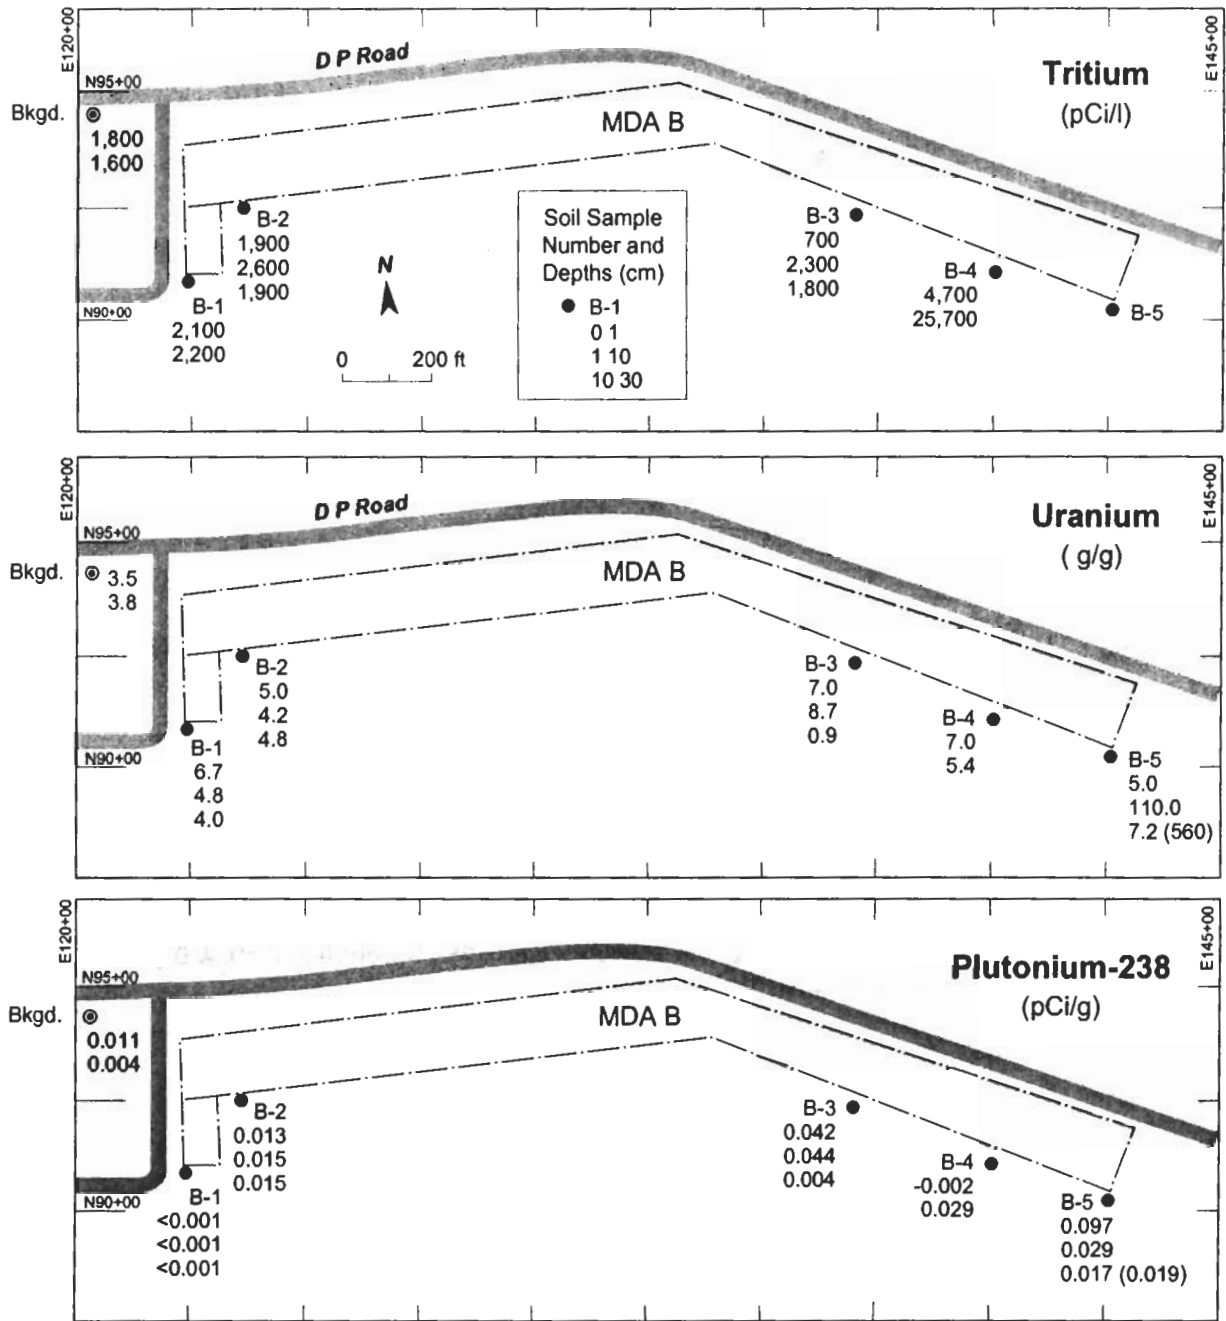 E120+00
E145+00
D P Road
Tritium
(pCi/l)
N95+00
Bkgd.
1,800
1,600
MDA B
B-2
1,900
2,600
1,900
N
Soil Sample
Number and
Depths (cm)
B-1
0 1
1 10
10 30
B-3
700
2,300
1,800
B-4
4,700
25,700
B-5
N90+00
B-1
2,100
2,200
0 200 ft
E120+00
E145+00
D P Road
Uranium
( g/g)
N95+00
Bkgd.
3.5
3.8
MDA B
B-2
5.0
4.2
4.8
B-3
7.0
8.7
0.9
B-4
7.0
5.4
N90+00
B-1
6.7
4.8
4.0
B-5
5.0
110.0
7.2 (560)
E120+00
E145+00
Plutonium-238
(pCi/g)
N95+00
Bkgd.
0.011
0.004
MDA B
B-2
0.013
0.015
0.015
B-3
0.042
0.044
0.004
B-4
-0.002
0.029
N90+00
B-1
<0.001
<0.001
<0.001
B-5
0.097
0.029
0.017 (0.019)